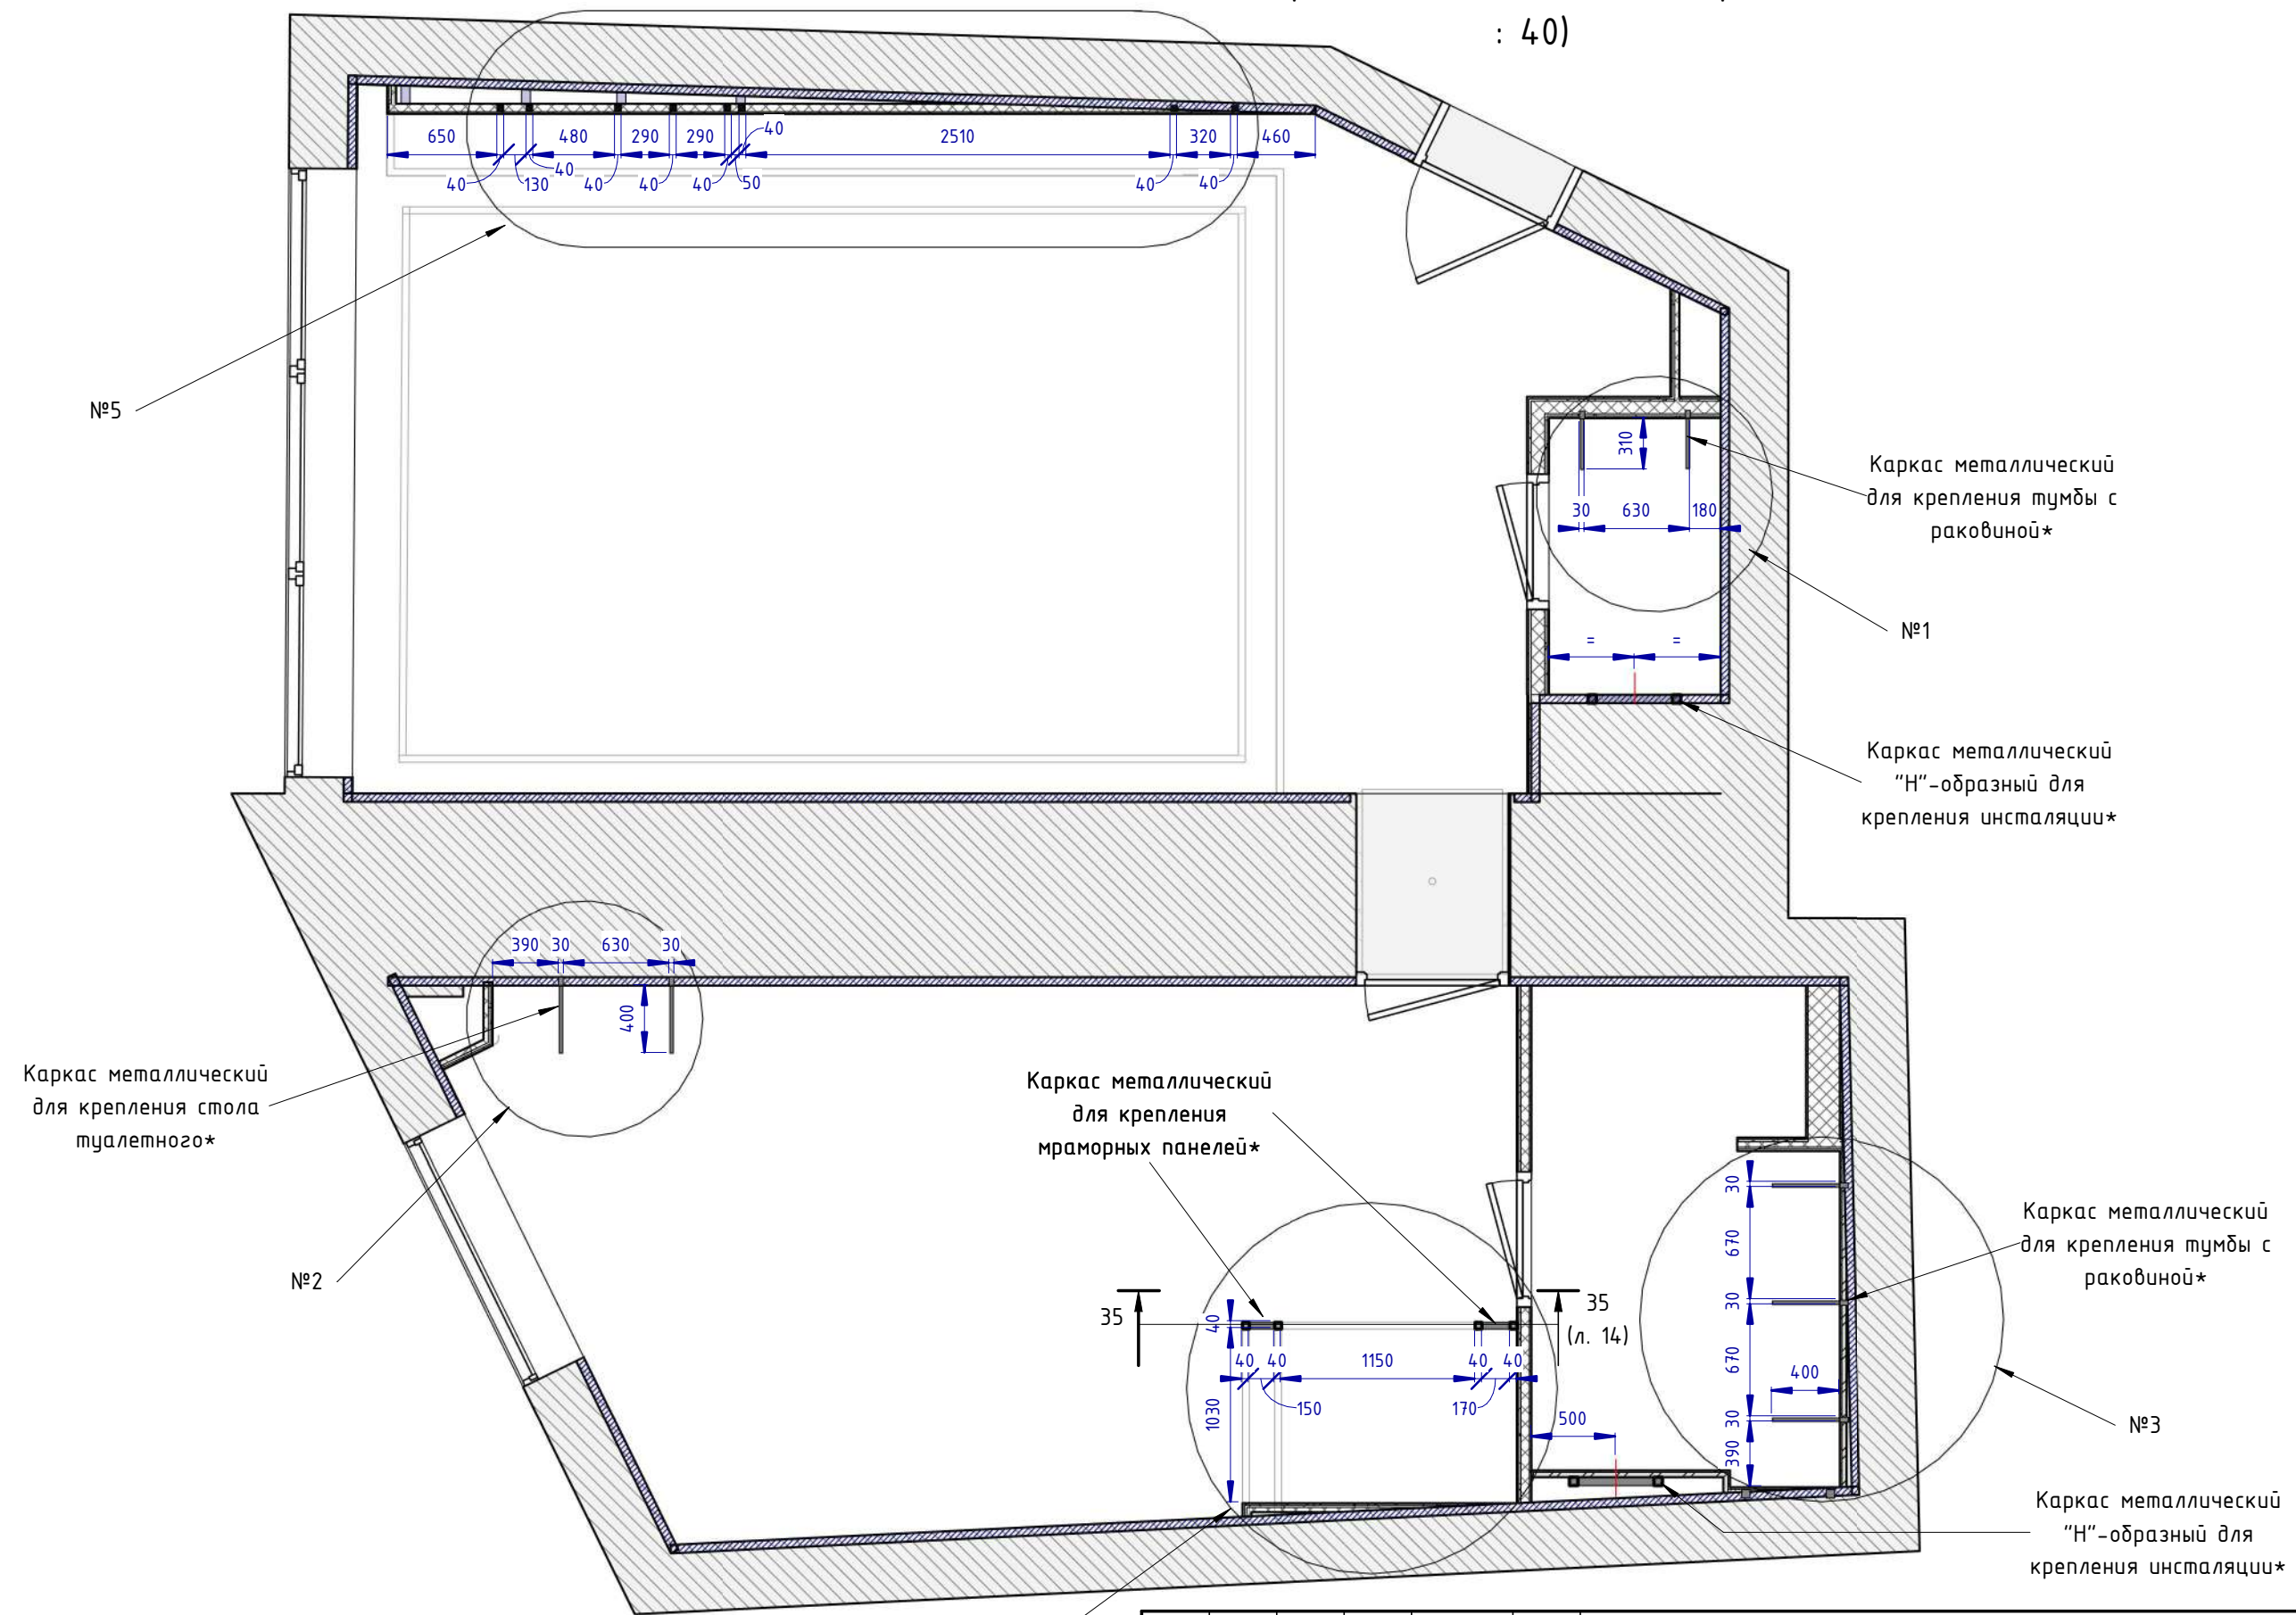 : 40)
650
480
290
290
40
2510
320
460
40
130
40
40
40
40
50
40
40
№5
310
30
630
180
Каркас металлический
для крепления тумбы с
раковиной*
№1
=
=
Каркас металлический
"Н"-образный для
крепления инсталяции*
390
30
630
30
400
Каркас металлический
для крепления стола
туалетного*
№2
Каркас металлический
для крепления
мраморных панелей*
35
35
(л. 14)
40
40
40
1150
40
40
150
170
1030
500
30
670
30
670
400
30
390
Каркас металлический
для крепления тумбы с
раковиной*
№3
Каркас металлический
"Н"-образный для
крепления инсталяции*